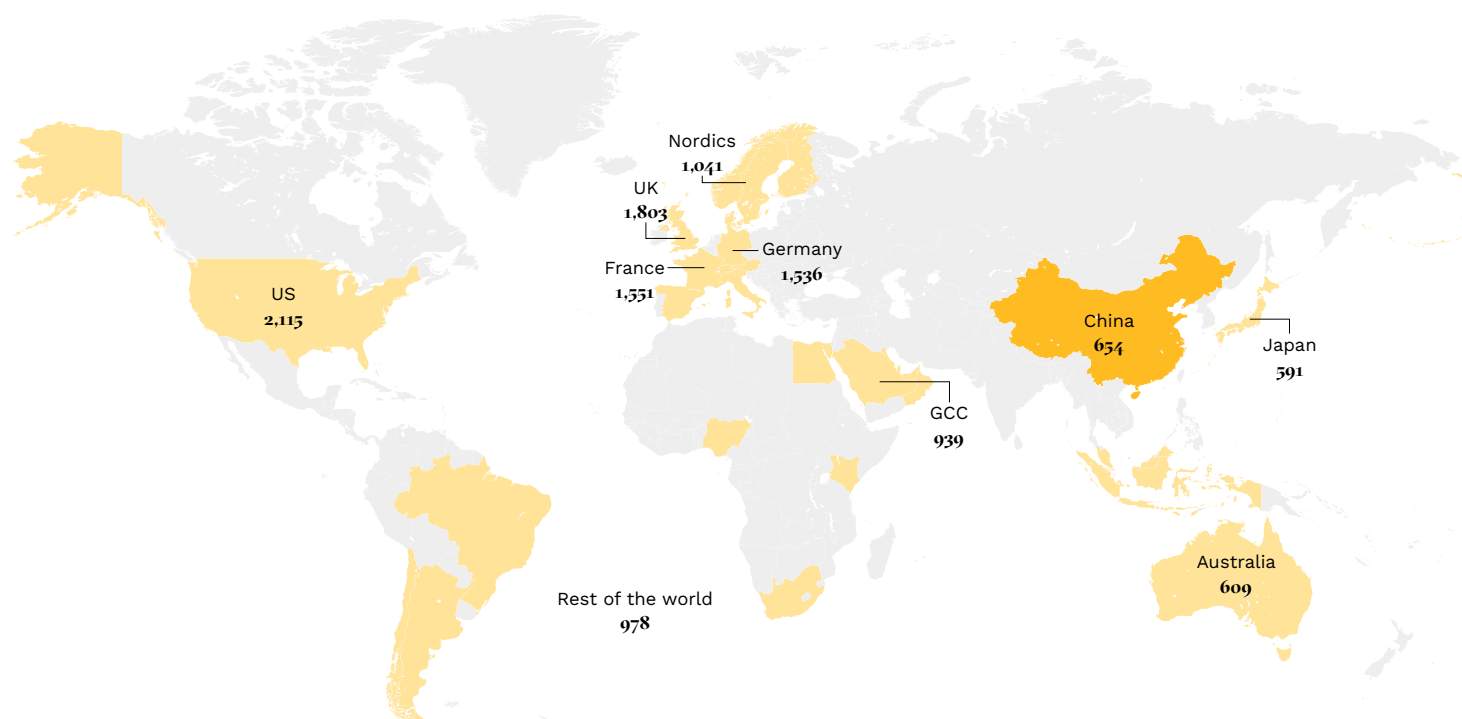 Nordics
1,041
UK
1,803
Germany
1,536
France
1,551
US
2,115
China
654
Japan
591
GCC
939
Australia
609
Rest of the world
978